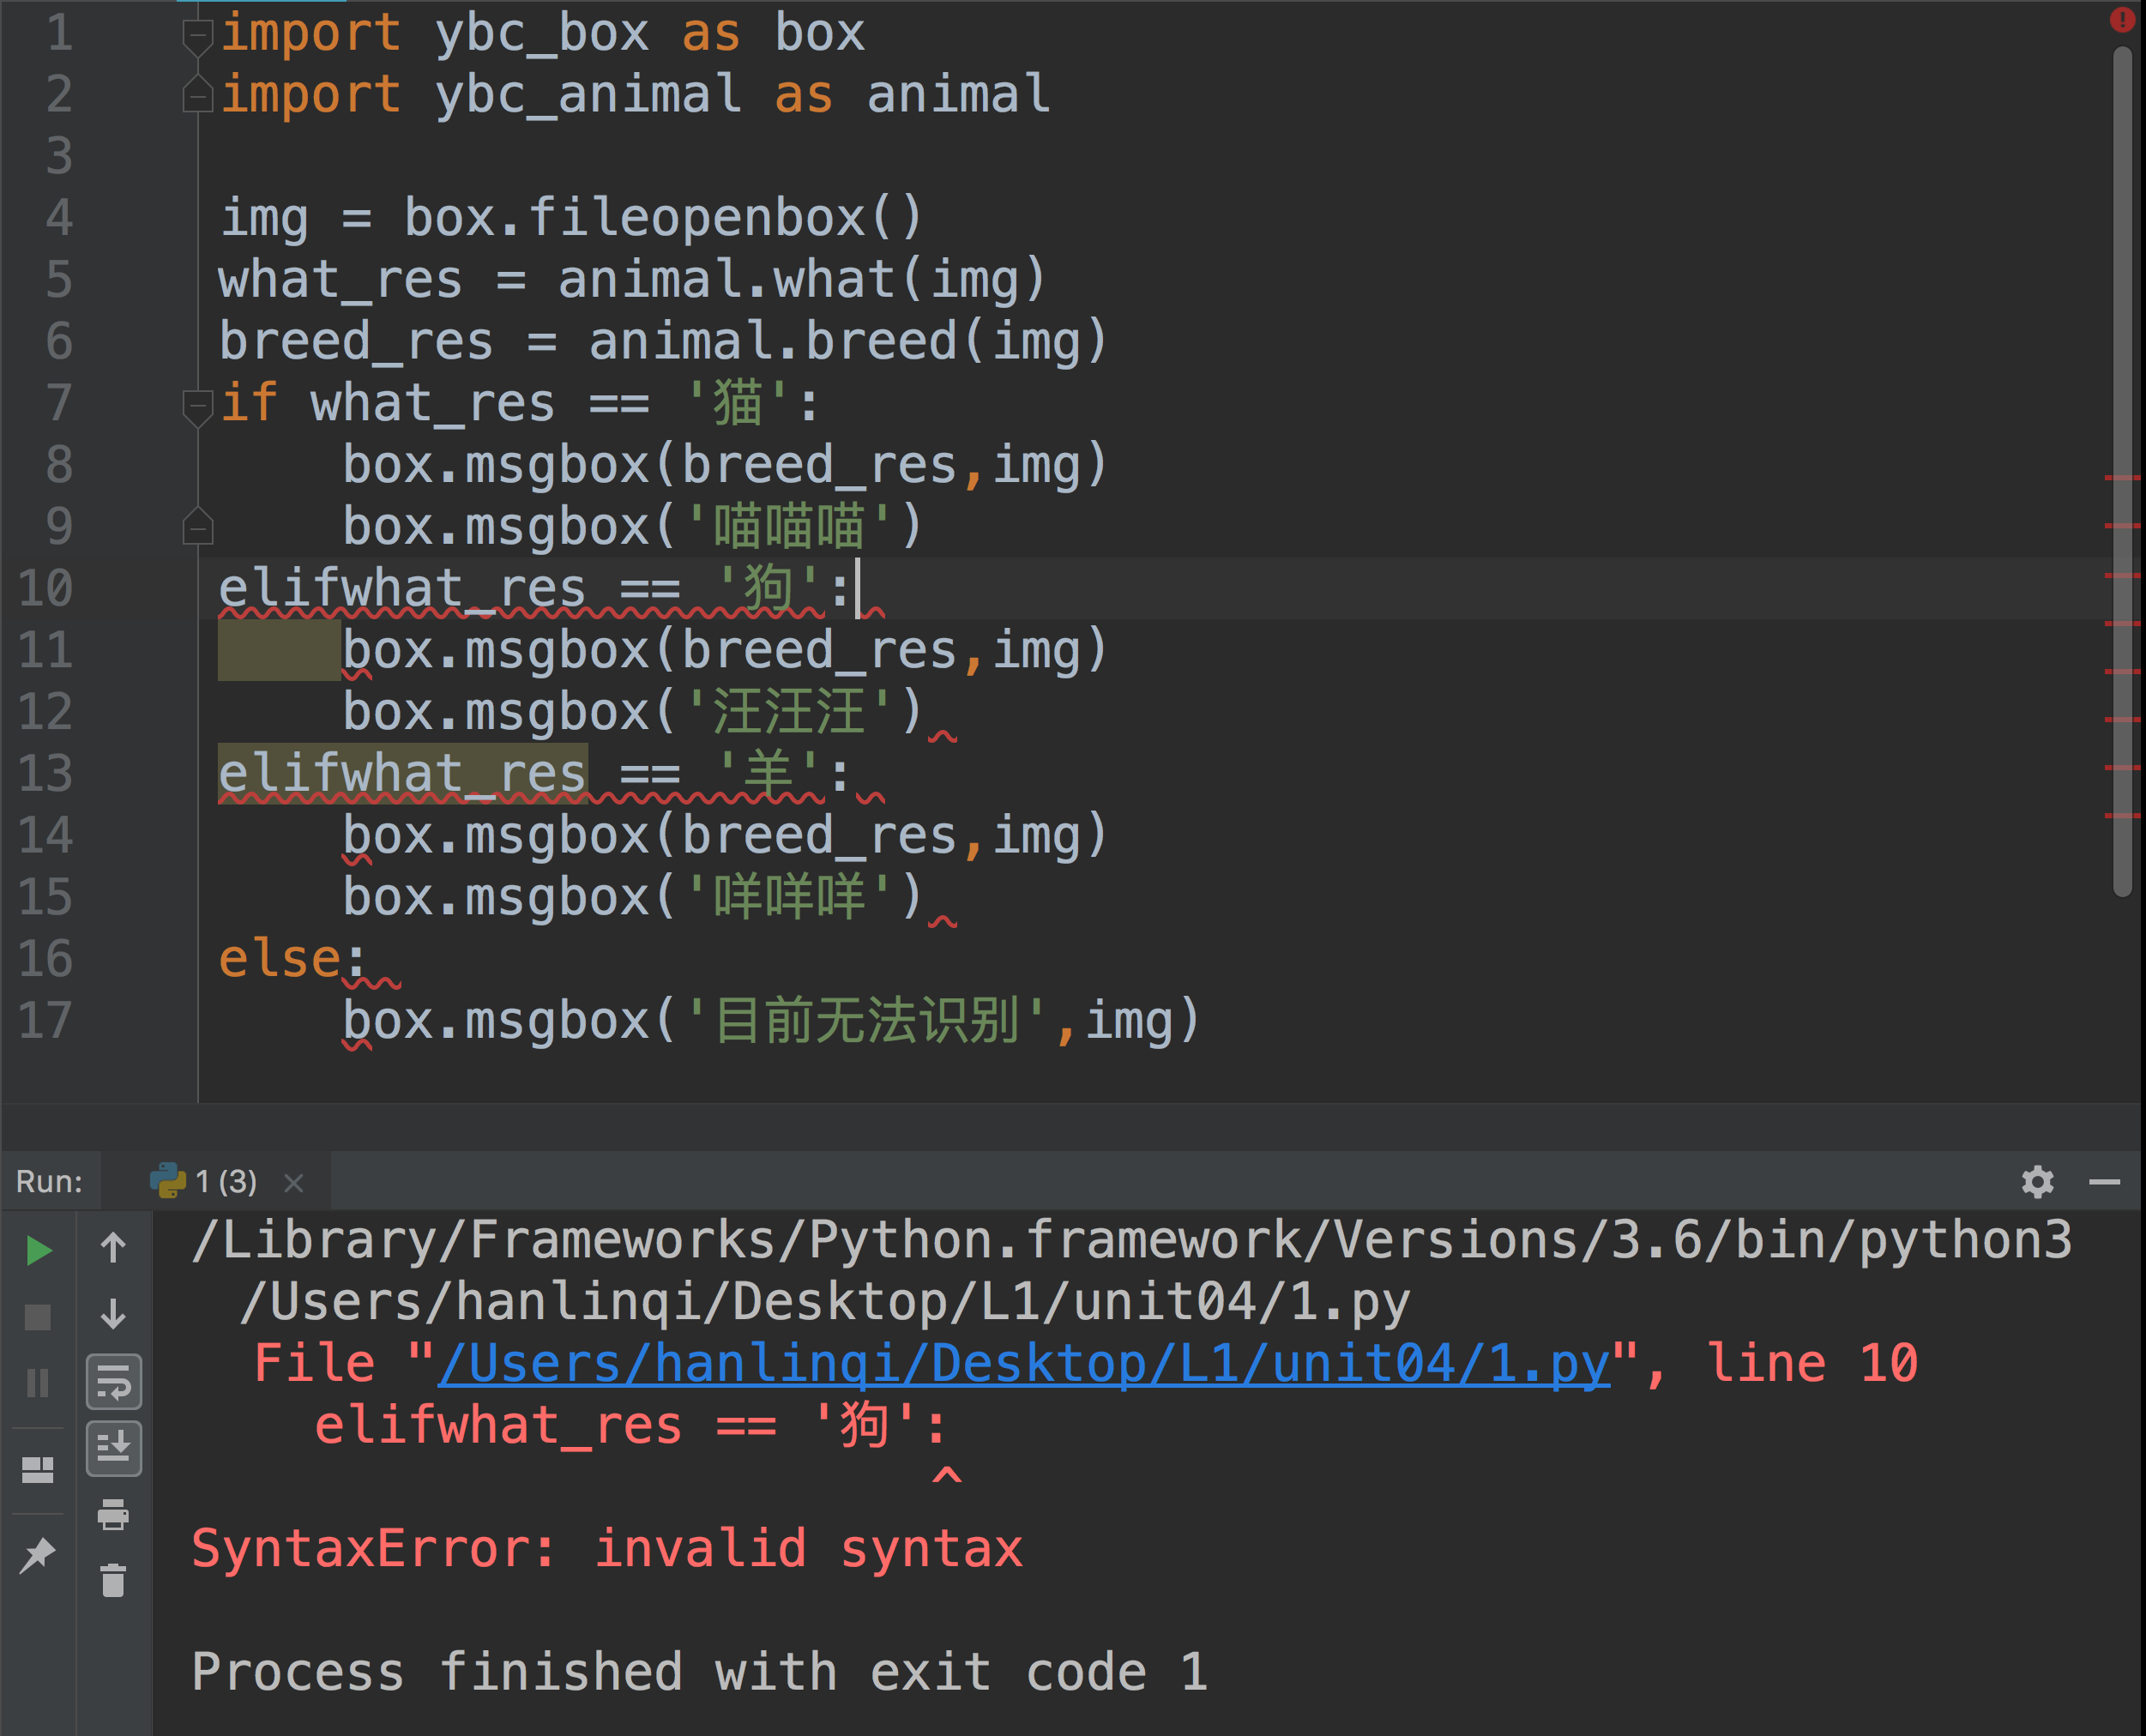 1 import ybc_box as box
2 import ybc_animal as animal
3
4 img = box.fileopenbox()
5 what_res = animal.what(img)
6 breed_res = animal.breed(img)
7 if what_res == '猫':
8     box.msgbox(breed_res,img)
9     box.msgbox('喵喵喵')
10 elifwhat_res == '狗':
11     box.msgbox(breed_res,img)
12     box.msgbox('汪汪汪')
13 elifwhat_res == '羊':
14     box.msgbox(breed_res,img)
15     box.msgbox('咩咩咩')
16 else:
17     box.msgbox('目前无法识别',img)
Run: 1 (3)
/Library/Frameworks/Python.framework/Versions/3.6/bin/python3
/Users/hanlinqi/Desktop/L1/unit04/1.py
File "/Users/hanlinqi/Desktop/L1/unit04/1.py", line 10
elifwhat_res == '狗':
^
SyntaxError: invalid syntax
Process finished with exit code 1